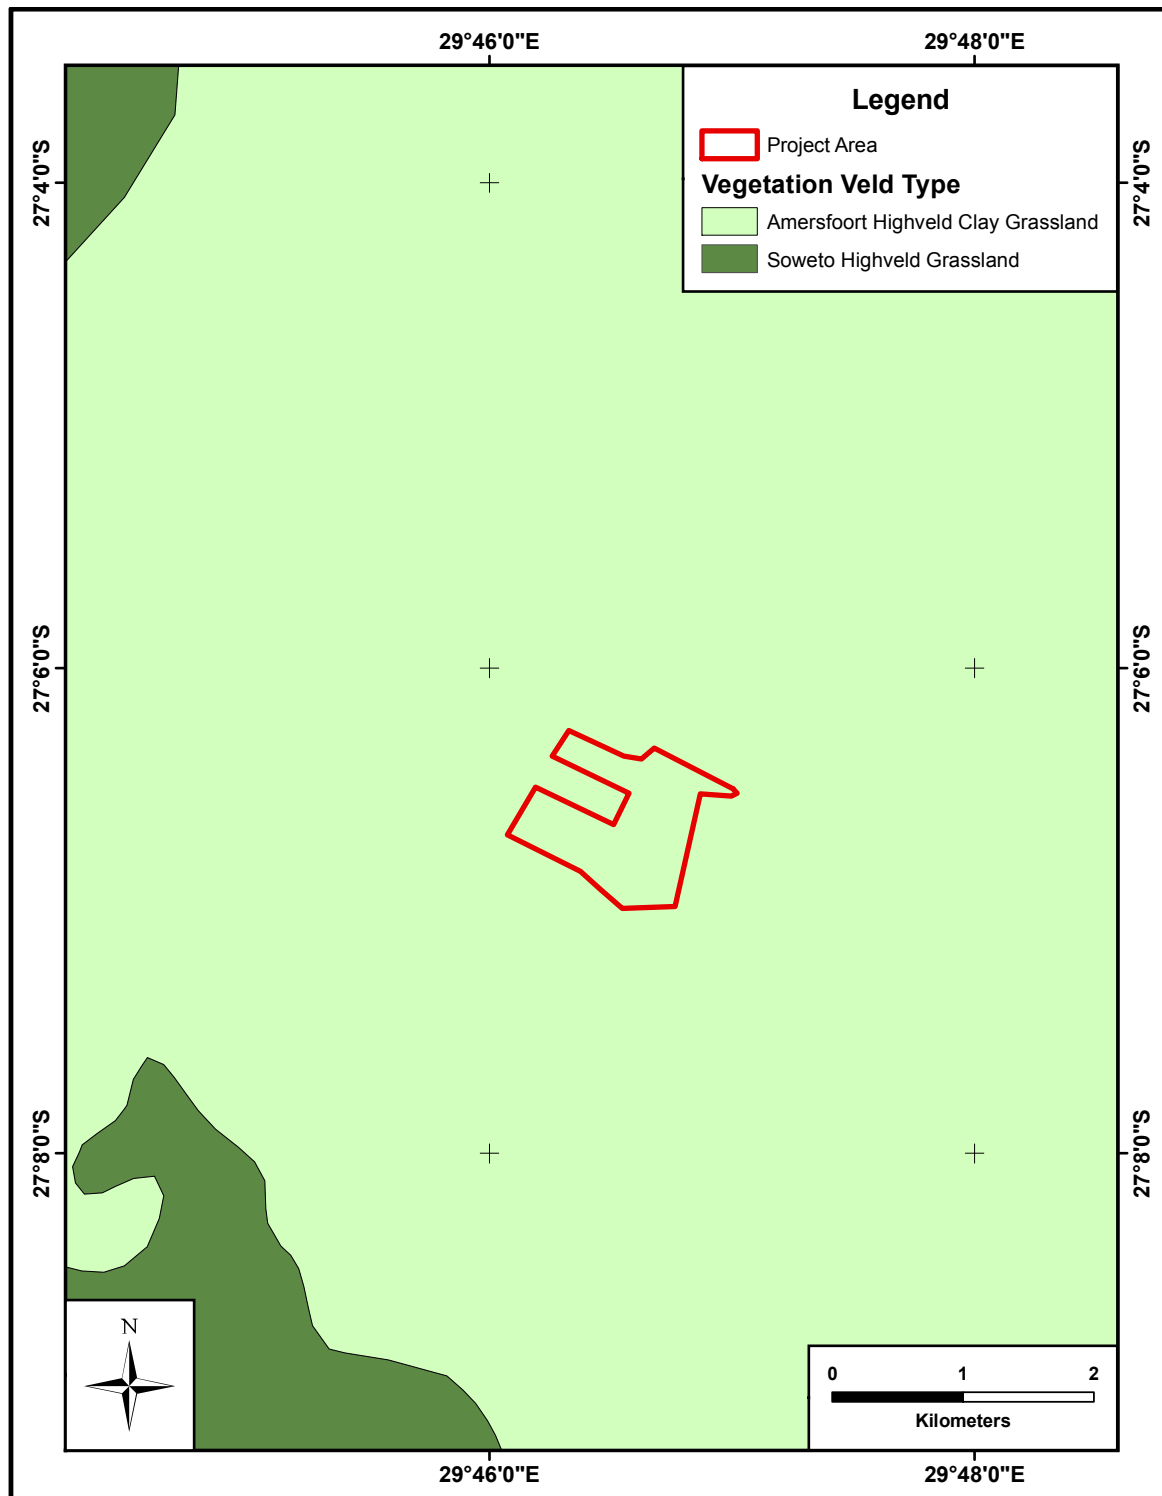 29°46'0"E
29°48'0"E
Legend
Project Area
Vegetation Veld Type
Amersfoort Highveld Clay Grassland
Soweto Highveld Grassland
27°4'0"S
27°4'0"S
27°6'0"S
27°6'0"S
27°8'0"S
27°8'0"S
N
0 1 2
Kilometers
29°46'0"E
29°48'0"E